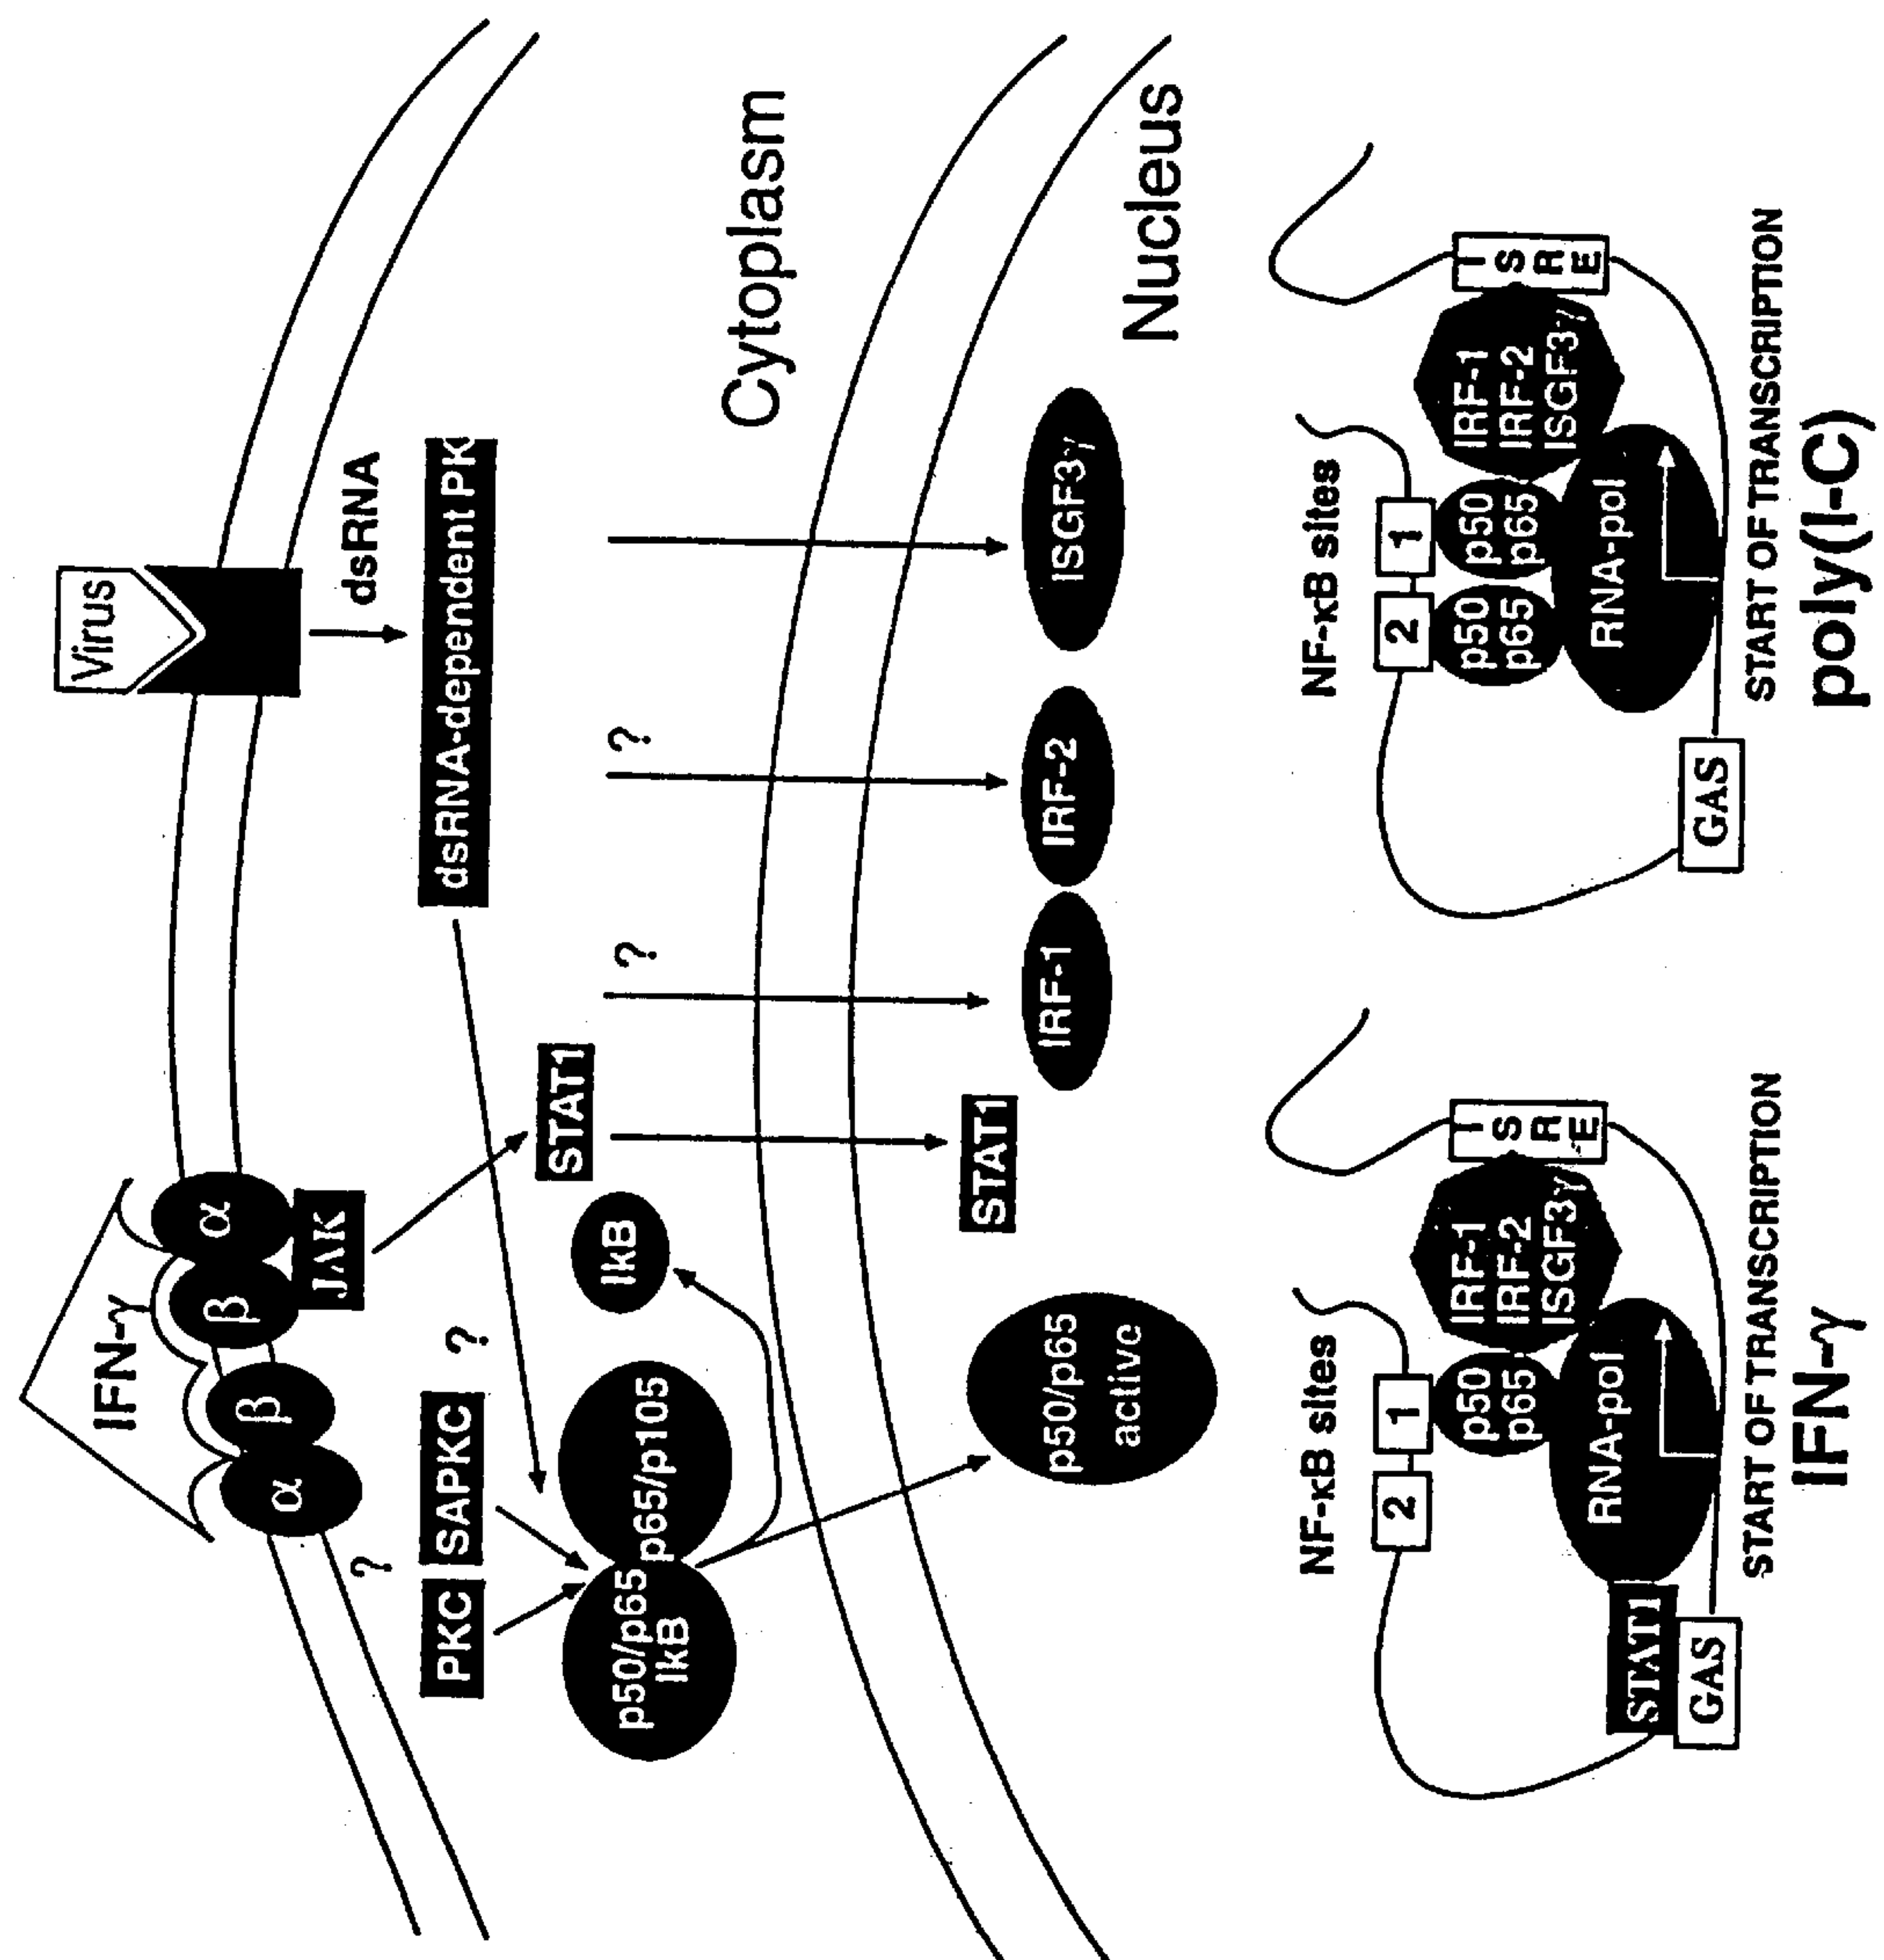 IFN-γ
Virus
α
β
β
α
JAK
dsRNA
?
PKC
SAPKC
?
dsRNA-dependent PK
STAT1
p50/p65
IkB
p65/p105
IkB
?
?
Cytoplasm
p50/p65
active
STAT1
IRF-1
IRF-2
ISGF3γ
Nucleus
NF-κB sites
2
1
p50
p65
IRF-1
IRF-2
ISGF3γ
ISRE
RNA-pol
STAT1
GAS
START OF TRANSCRIPTION
IFN-γ
NF-κB sites
2
1
p50
p65
p50
p65
IRF-1
IRF-2
ISGF3γ
ISRE
RNA-pol
GAS
START OF TRANSCRIPTION
poly(I-C)